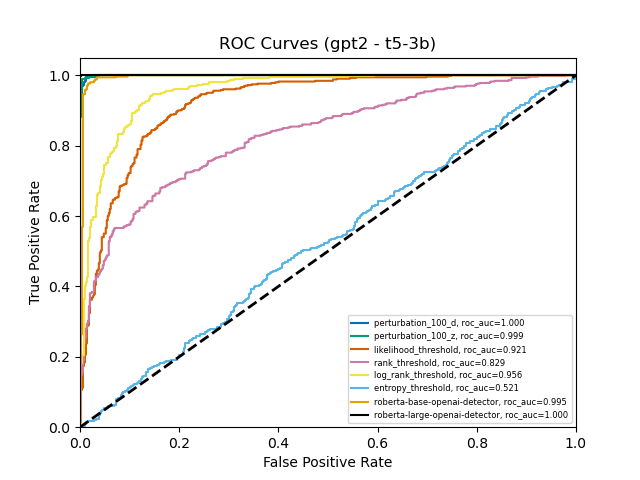 ROC Curves (gpt2 - t5-3b)
True Positive Rate
1.0
0.8
0.6
0.4
0.2
0.0
perturbation_100_d, roc_auc=1.000
perturbation_100_z, roc_auc=0.999
likelihood_threshold, roc_auc=0.921
rank_threshold, roc_auc=0.829
log_rank_threshold, roc_auc=0.956
entropy_threshold, roc_auc=0.521
roberta-base-openai-detector, roc_auc=0.995
roberta-large-openai-detector, roc_auc=1.000
0.0 0.2 0.4 0.6 0.8 1.0
False Positive Rate